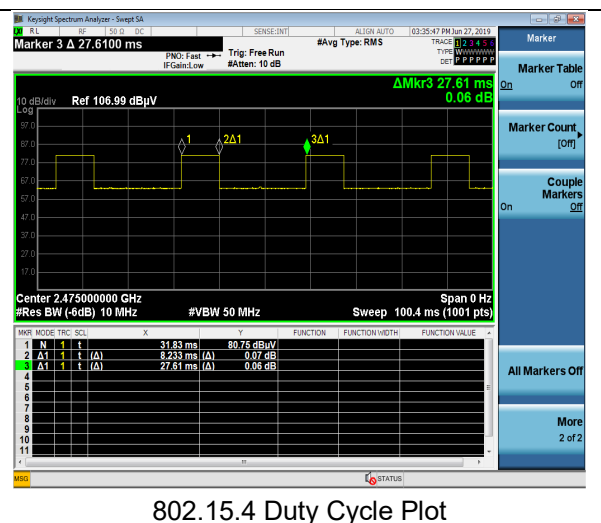 Keysight Spectrum Analyzer - Swept SA
RL RF 50 Ω DC SENSE:INT ALIGN AUTO 03:35:47 PM Jun 27, 2019
Marker 3 Δ 27.6100 ms
PNO: Fast
IFGain:Low
Trig: Free Run
#Atten: 10 dB
#Avg Type: RMS
TRACE 1 2 3 4 5 6
TYPE WWWWWW
DET P P P P P P
ΔMkr3 27.61 ms
0.06 dB
10 dB/div Ref 106.99 dBµV
Log
97.0
87.0
77.0
67.0
57.0
47.0
37.0
27.0
17.0
1
2Δ1
3Δ1
Center 2.475000000 GHz Span 0 Hz
#Res BW (-6dB) 10 MHz #VBW 50 MHz Sweep 100.4 ms (1001 pts)
MKR MODE TRC SCL X Y FUNCTION FUNCTION WIDTH FUNCTION VALUE
1 N 1 t 31.83 ms 80.75 dBµV
2 Δ1 1 t (Δ) 8.233 ms (Δ) 0.07 dB
3 Δ1 1 t (Δ) 27.61 ms (Δ) 0.06 dB
4
5
6
7
8
9
10
11
MSG STATUS
Marker
Marker Table
On Off
Marker Count
[Off]
Couple
Markers
On Off
All Markers Off
More
2 of 2
802.15.4 Duty Cycle Plot